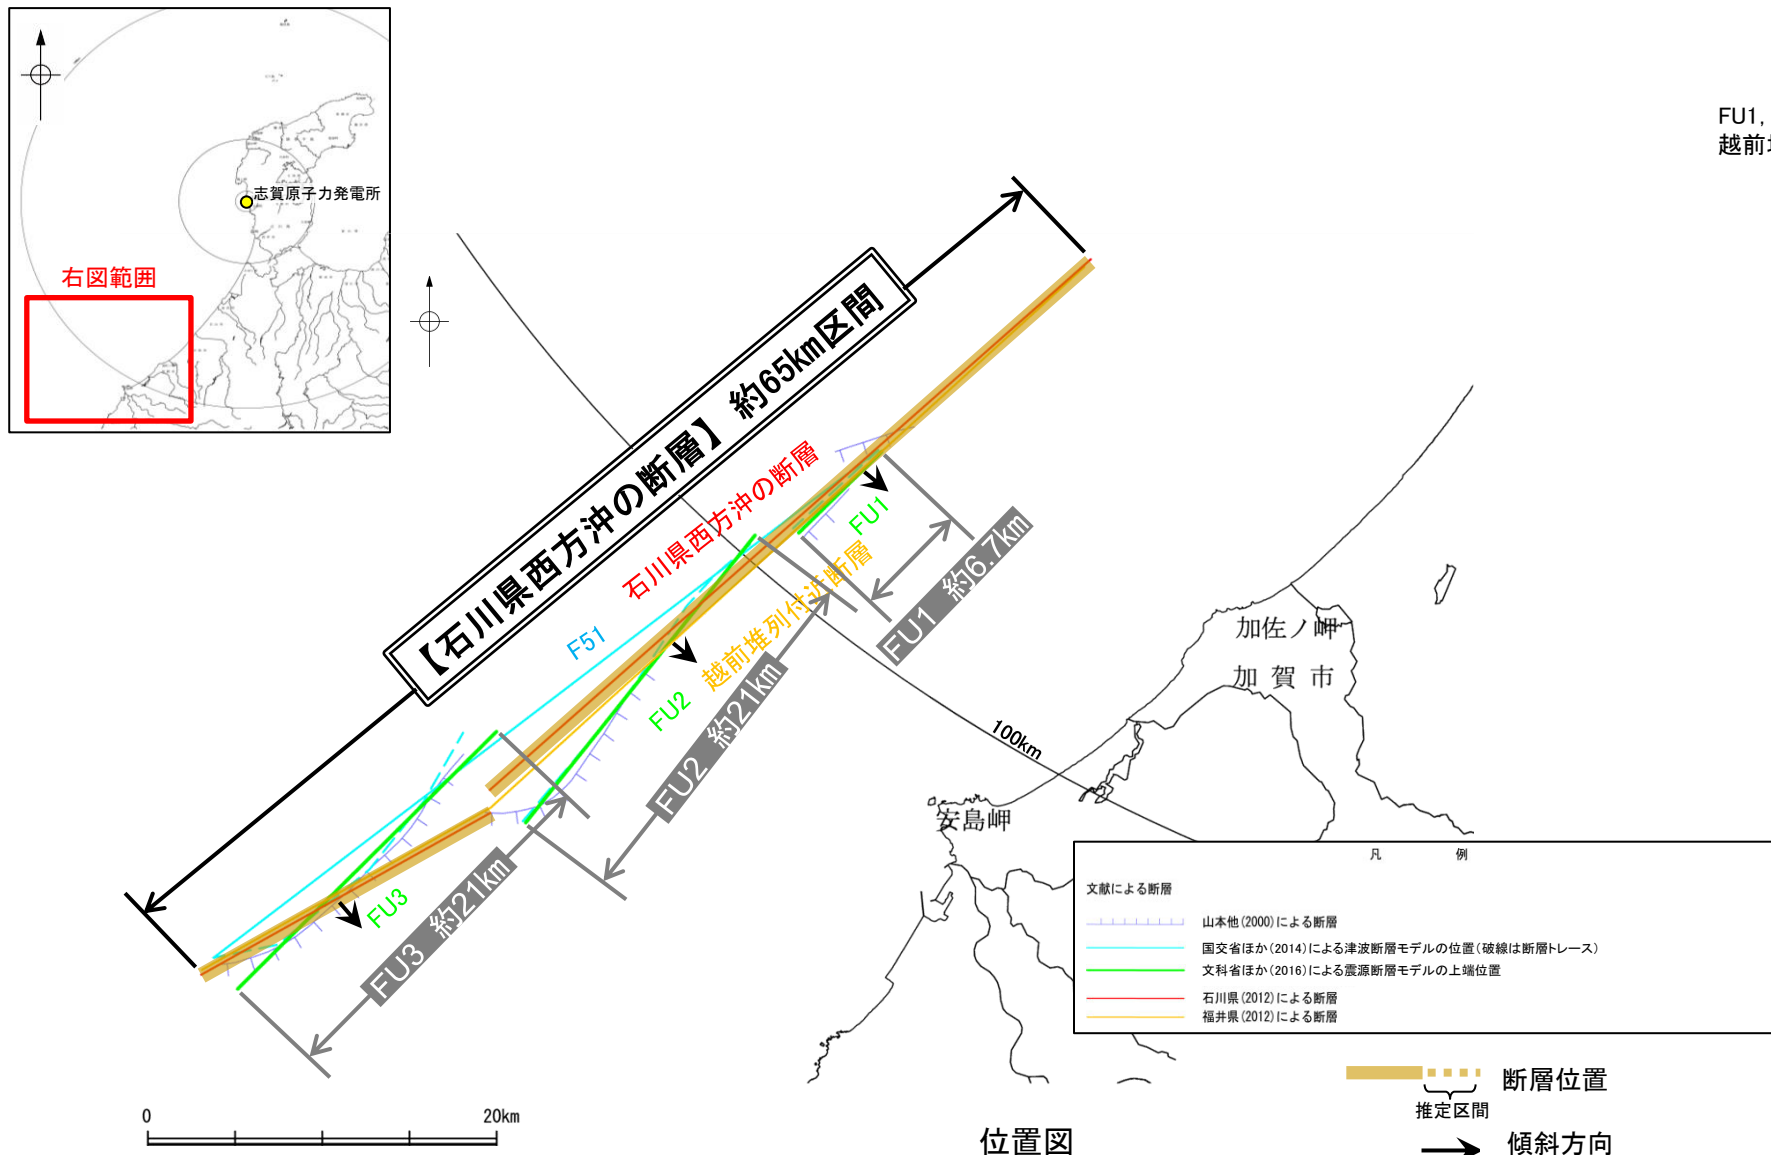 志賀原子力発電所
右図範囲
FU1,
越前
【石川県西方沖の断層】 約65km区間
石川県西方沖の断層
F51
FU1
FU1 約6.7km
越前堆列付近断層
FU2
FU2 約21km
FU3
FU3 約21km
100km
加佐ノ岬
加賀市
安島岬
凡 例
文献による断層
山本他(2000)による断層
国交省ほか(2014)による津波断層モデルの位置(破線は断層トレース)
文科省ほか(2016)による震源断層モデルの上端位置
石川県(2012)による断層
福井県(2012)による断層
断層位置
推定区間
傾斜方向
0 20km
位置図